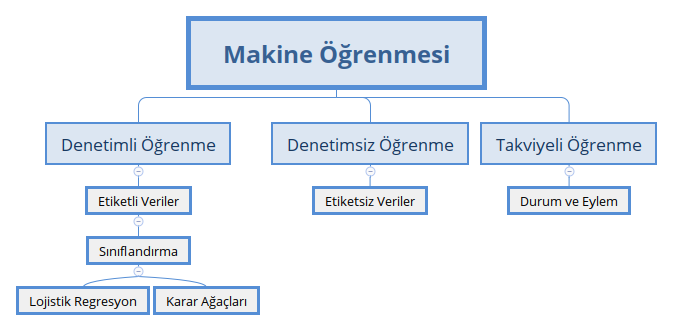 Makine Öğrenmesi
Denetimli Öğrenme
Denetimsiz Öğrenme
Takviyeli Öğrenme
Etiketli Veriler
Etiketsiz Veriler
Durum ve Eylem
Sınıflandırma
Lojistik Regresyon
Karar Ağaçları